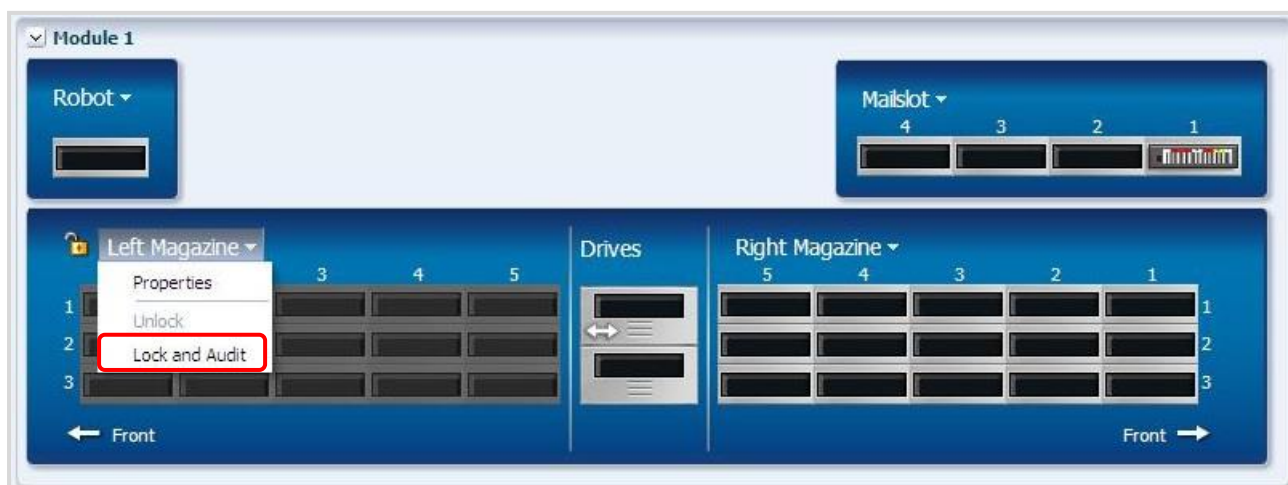 Module 1
Robot
Mailslot
4 3 2 1
Left Magazine
Drives
Right Magazine
3 4 5
5 4 3 2 1
Properties
Unlock
Lock and Audit
1
2
3
1
2
3
Front
Front